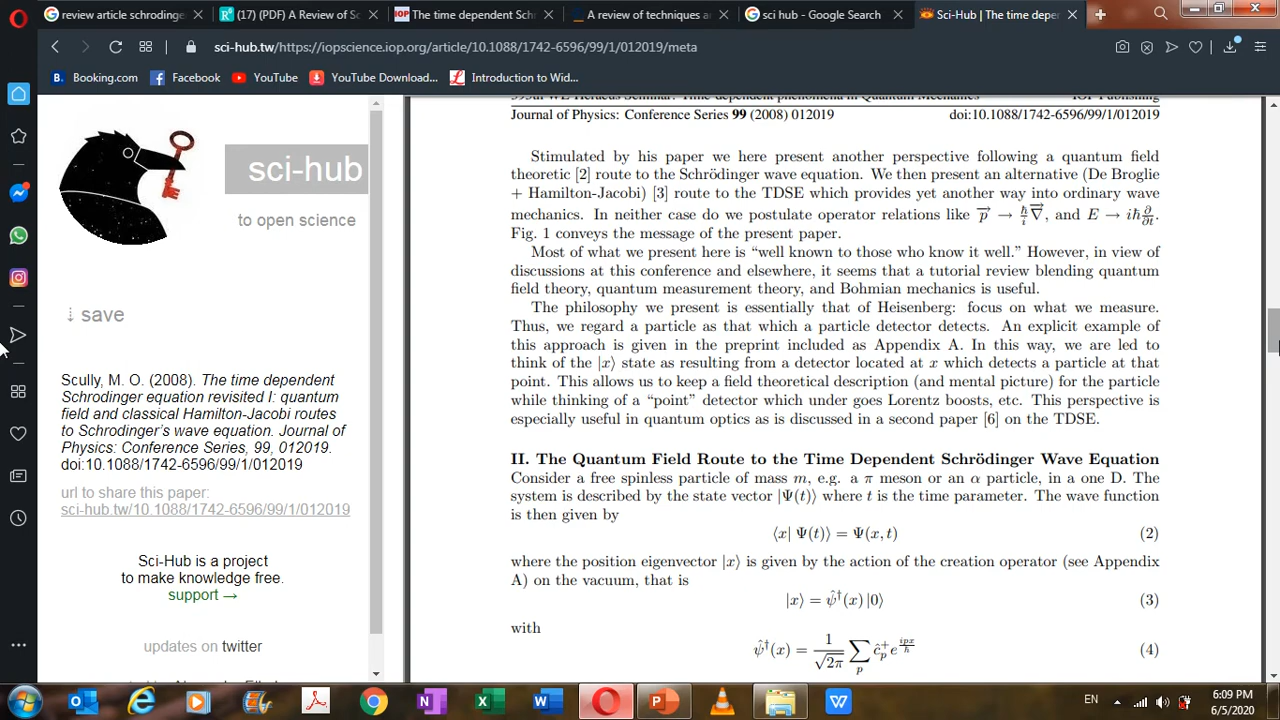 review article schrodinger
(17) (PDF) A Review of Sc
IOP The time dependent Schr
A review of techniques a
sci hub - Google Search
Sci-Hub | The time depe
sci-hub.tw/https://iopscience.iop.org/article/10.1088/1742-6596/99/1/012019/meta
B. Booking.com
Facebook
YouTube
YouTube Download...
Introduction to Wid...
sci-hub
to open science
⇣ save
Scully, M. O. (2008). The time dependent
Schrodinger equation revisited I: quantum
field and classical Hamilton-Jacobi routes
to Schrodinger's wave equation. Journal of
Physics: Conference Series, 99, 012019.
doi:10.1088/1742-6596/99/1/012019
url to share this paper:
sci-hub.tw/10.1088/1742-6596/99/1/012019
Sci-Hub is a project
to make knowledge free.
support →
updates on twitter
395th WE-Heraeus Seminar: Time-dependent phenomena in Quantum Mechanics IOP Publishing
Journal of Physics: Conference Series 99 (2008) 012019 doi:10.1088/1742-6596/99/1/012019
Stimulated by his paper we here present another perspective following a quantum field
theoretic [2] route to the Schrödinger wave equation. We then present an alternative (De Broglie
+ Hamilton-Jacobi) [3] route to the TDSE which provides yet another way into ordinary wave
mechanics. In neither case do we postulate operator relations like p⃗ → ℏ/i ∇⃗, and E → iℏ ∂/∂t.
Fig. 1 conveys the message of the present paper.
Most of what we present here is "well known to those who know it well." However, in view of
discussions at this conference and elsewhere, it seems that a tutorial review blending quantum
field theory, quantum measurement theory, and Bohmian mechanics is useful.
The philosophy we present is essentially that of Heisenberg: focus on what we measure.
Thus, we regard a particle as that which a particle detector detects. An explicit example of
this approach is given in the preprint included as Appendix A. In this way, we are led to
think of the |x⟩ state as resulting from a detector located at x which detects a particle at that
point. This allows us to keep a field theoretical description (and mental picture) for the particle
while thinking of a "point" detector which under goes Lorentz boosts, etc. This perspective is
especially useful in quantum optics as is discussed in a second paper [6] on the TDSE.
II. The Quantum Field Route to the Time Dependent Schrödinger Wave Equation
Consider a free spinless particle of mass m, e.g. a π meson or an α particle, in a one D. The
system is described by the state vector |Ψ(t)⟩ where t is the time parameter. The wave function
is then given by
⟨x| Ψ(t)⟩ = Ψ(x, t) (2)
where the position eigenvector |x⟩ is given by the action of the creation operator (see Appendix
A) on the vacuum, that is
|x⟩ = ψ̂†(x) |0⟩ (3)
with
ψ̂†(x) = 1/√2π ∑p ĉp+ e^(ipx/ℏ) (4)
EN
6:09 PM
6/5/2020